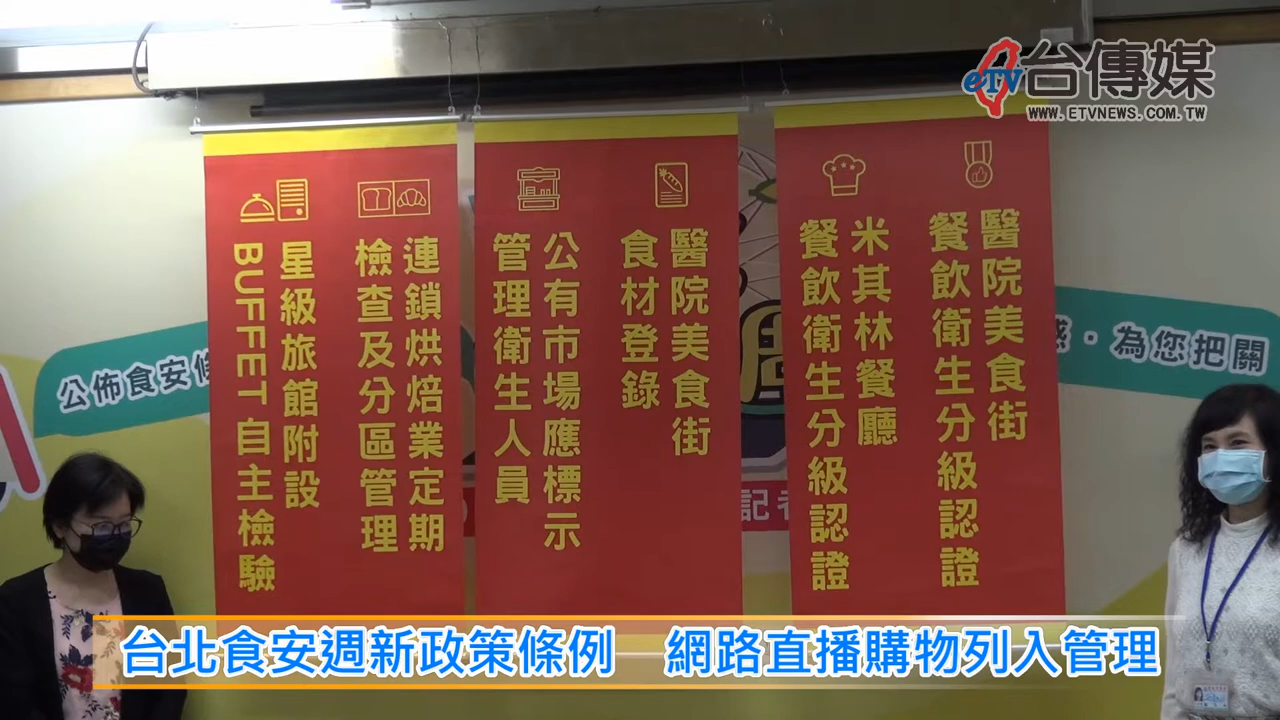 eTV台傳媒
WWW.ETVNEWS.COM.TW
醫院美食街
餐飲衛生分級認證
米其林餐廳
餐飲衛生分級認證
醫院美食街
食材登錄
公有市場應標示
管理衛生人員
連鎖烘焙業定期
檢查及分區管理
星級旅館附設
BUFFET自主檢驗
公佈食安
・為您把關
記
台北食安週新政策條例 網路直播購物列入管理